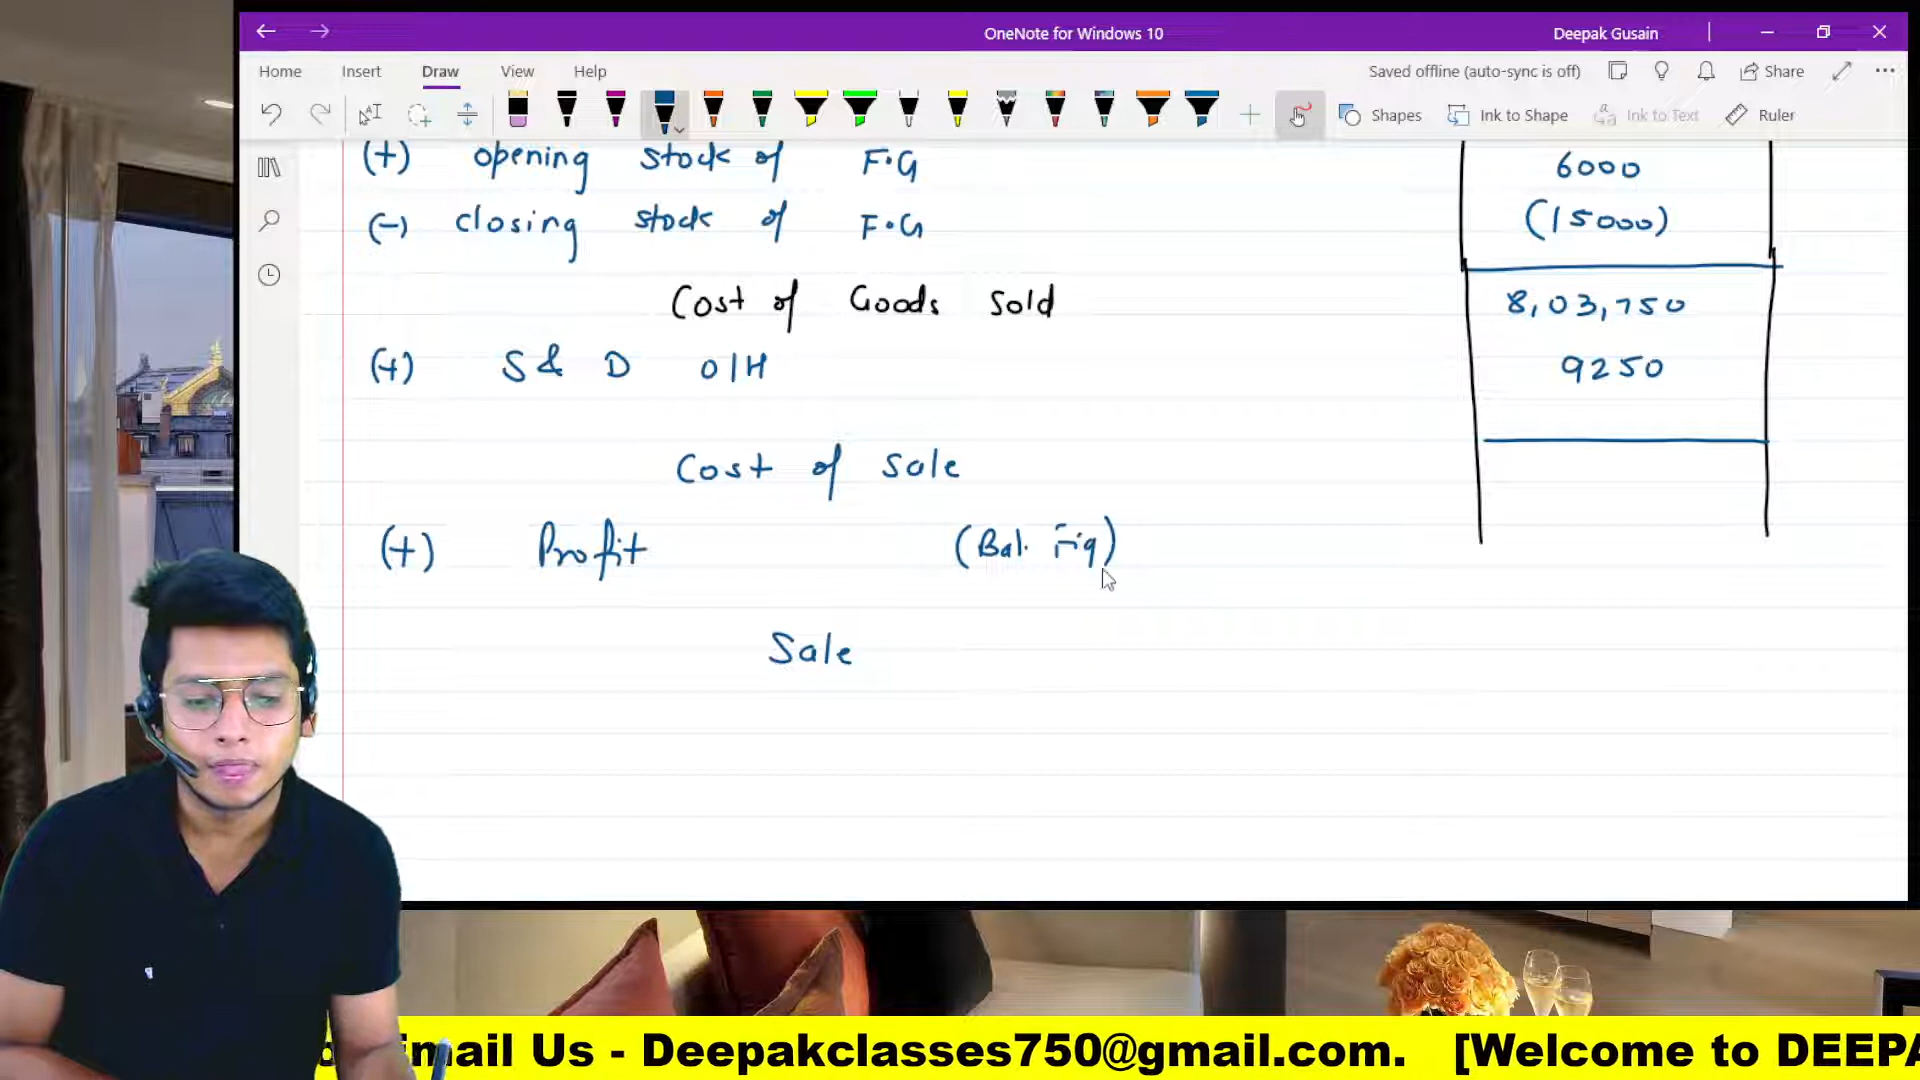 OneNote for Windows 10
Deepak Gusain
Home Insert Draw View Help
Saved offline (auto-sync is off) Share
Shapes Ink to Shape Ink to Text Ruler
(+) opening stock of F.G 6000
(-) closing stock of F.G (15000)
Cost of Goods Sold 8,03,750
(+) S & D O/H 9250
Cost of Sale
(+) Profit (Bal. Fig)
Sale
Email Us - Deepakclasses750@gmail.com. [Welcome to DEEPA